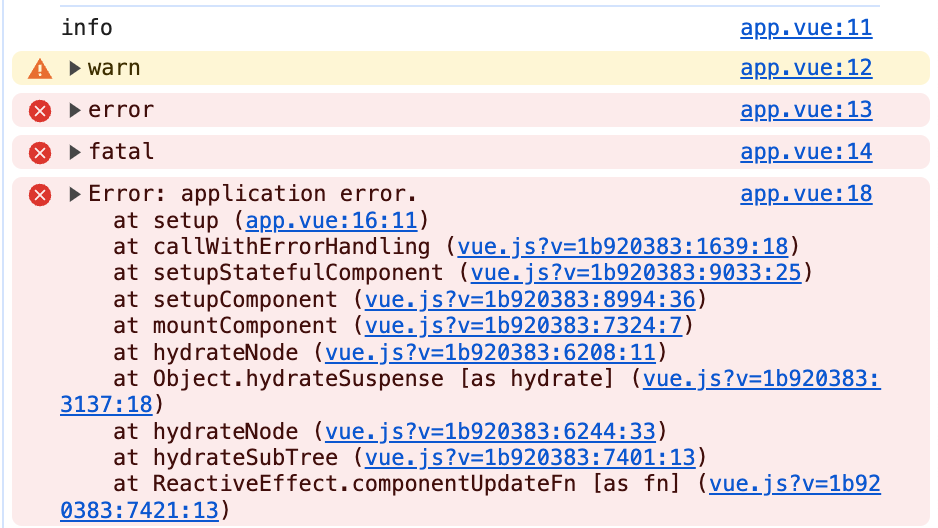 info app.vue:11
warn app.vue:12
error app.vue:13
fatal app.vue:14
Error: application error. app.vue:18
at setup (app.vue:16:11)
at callWithErrorHandling (vue.js?v=1b920383:1639:18)
at setupStatefulComponent (vue.js?v=1b920383:9033:25)
at setupComponent (vue.js?v=1b920383:8994:36)
at mountComponent (vue.js?v=1b920383:7324:7)
at hydrateNode (vue.js?v=1b920383:6208:11)
at Object.hydrateSuspense [as hydrate] (vue.js?v=1b920383:
3137:18)
at hydrateNode (vue.js?v=1b920383:6244:33)
at hydrateSubTree (vue.js?v=1b920383:7401:13)
at ReactiveEffect.componentUpdateFn [as fn] (vue.js?v=1b92
0383:7421:13)